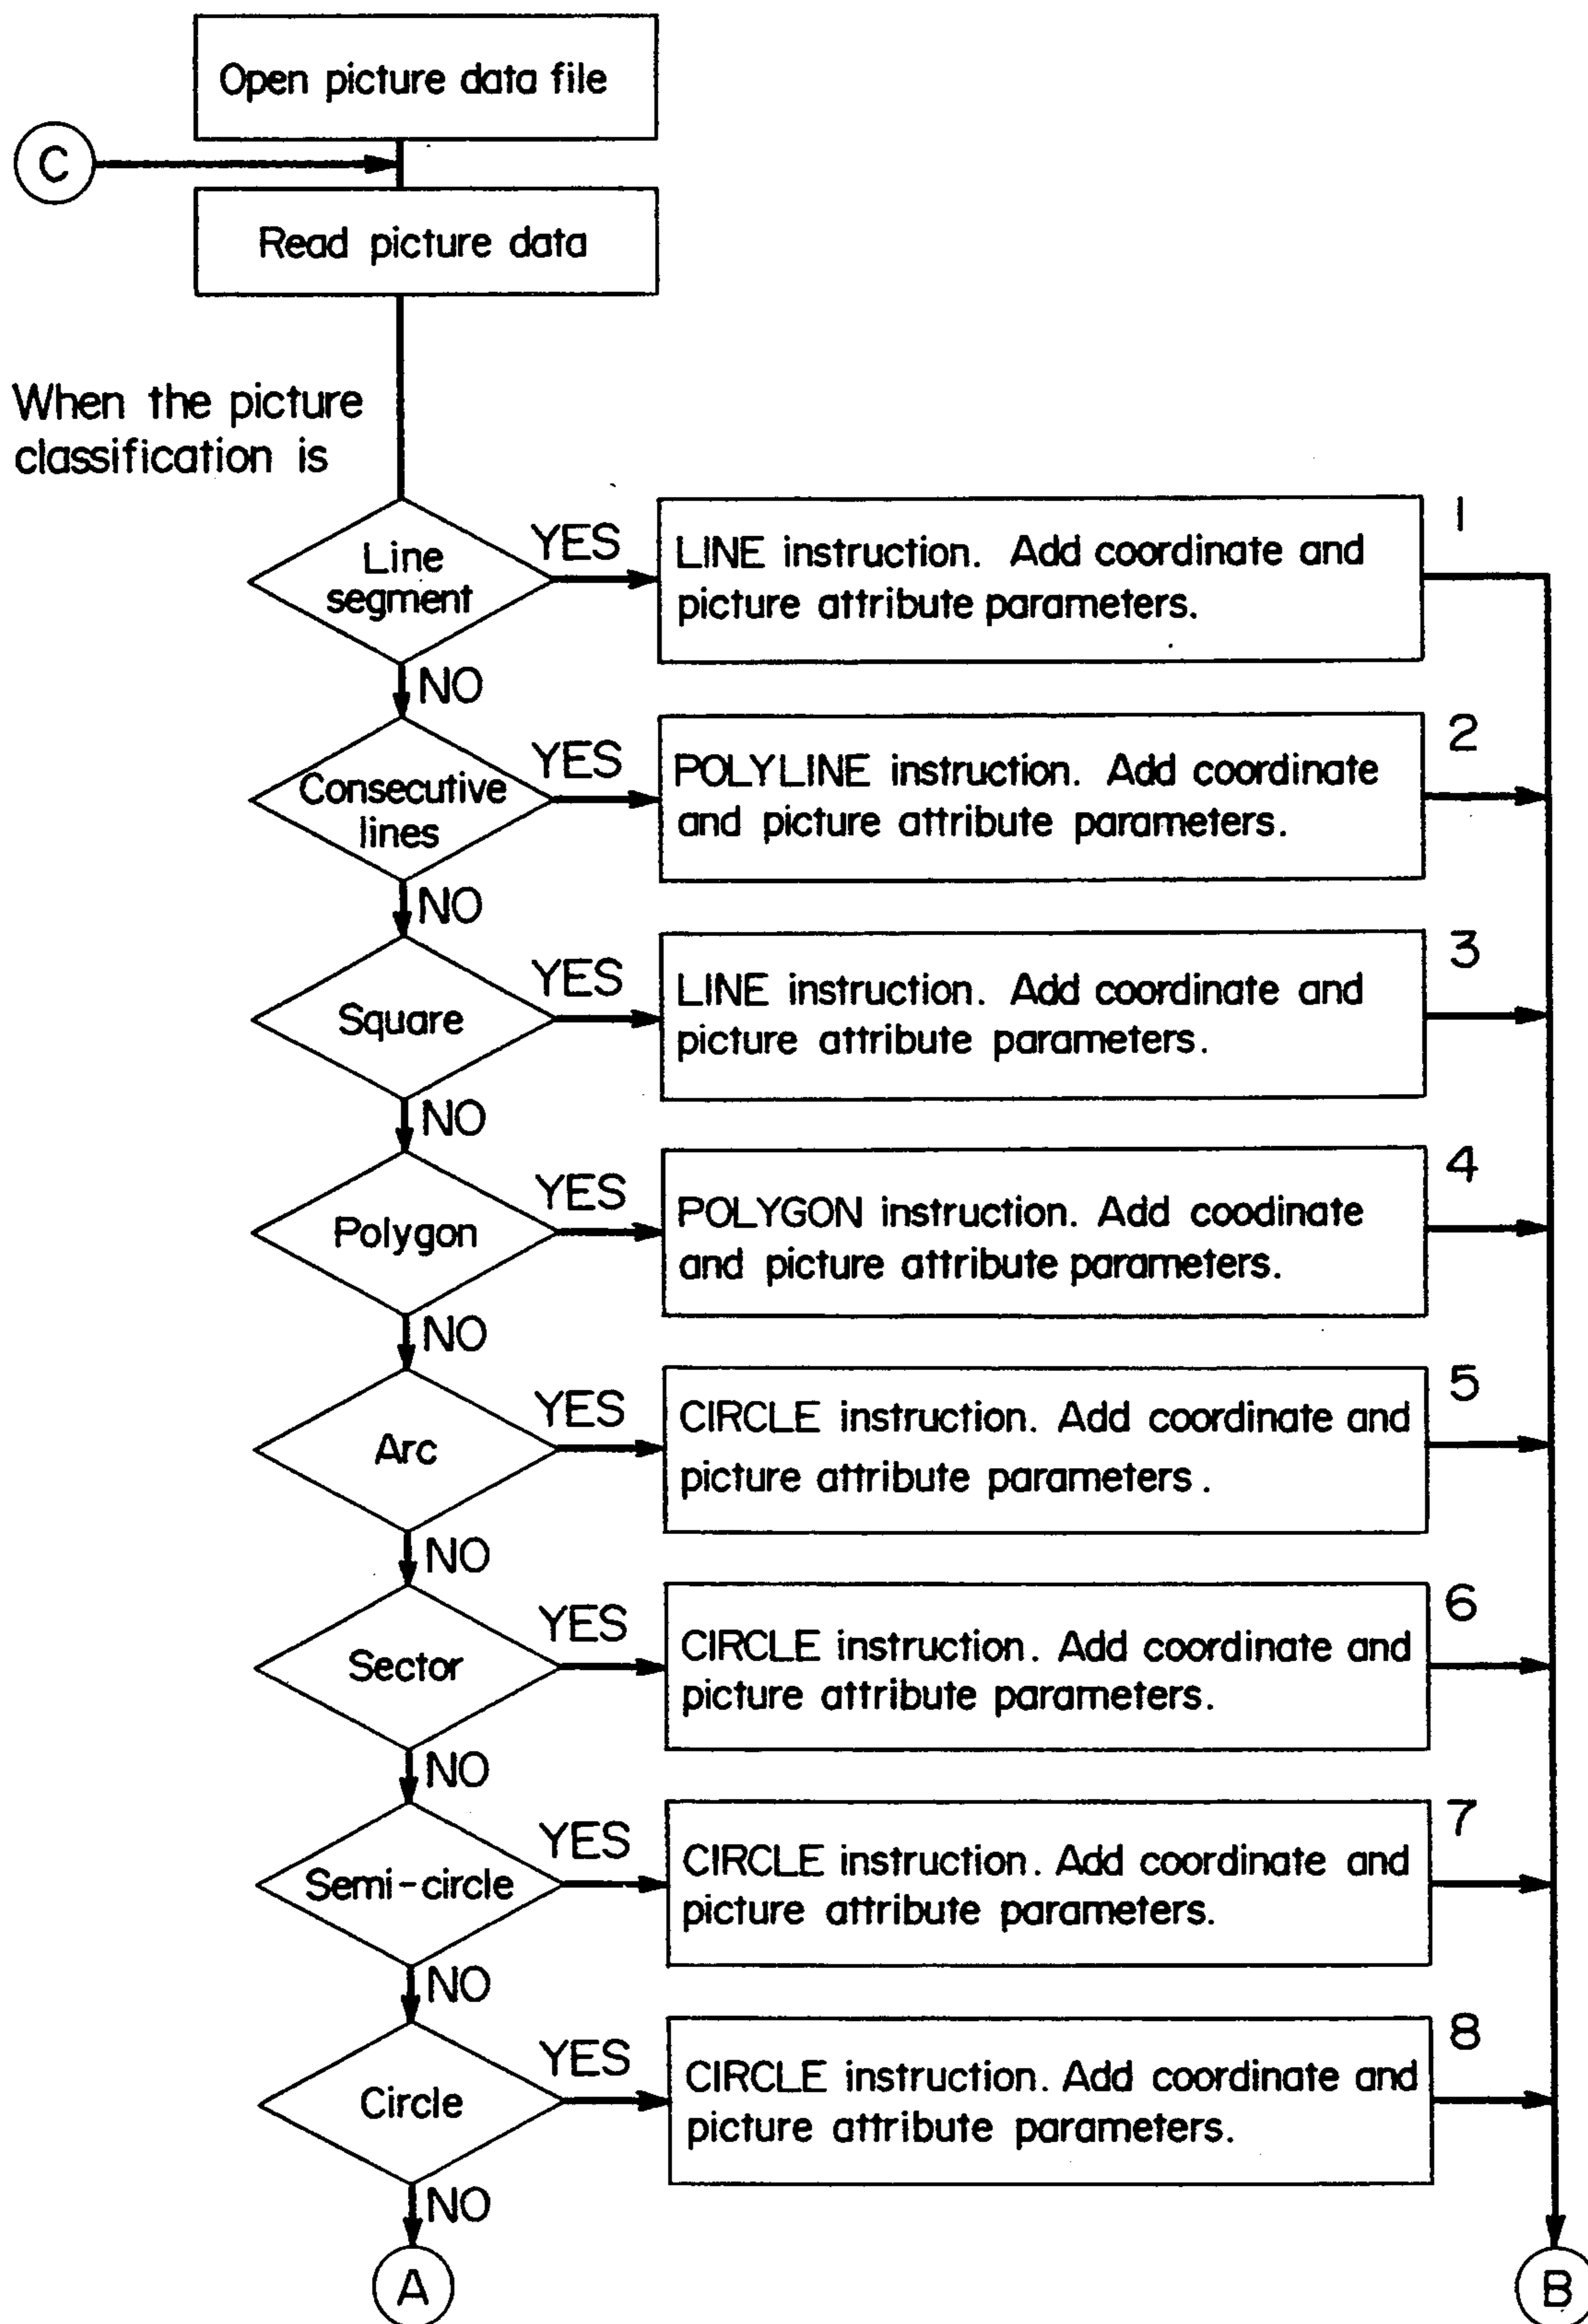 Open picture data file
C
Read picture data
When the picture
classification is
Line
segment
YES
LINE instruction. Add coordinate and
picture attribute parameters.
1
NO
Consecutive
lines
YES
POLYLINE instruction. Add coordinate
and picture attribute parameters.
2
NO
Square
YES
LINE instruction. Add coordinate and
picture attribute parameters.
3
NO
Polygon
YES
POLYGON instruction. Add coodinate
and picture attribute parameters.
4
NO
Arc
YES
CIRCLE instruction. Add coordinate and
picture attribute parameters.
5
NO
Sector
YES
CIRCLE instruction. Add coordinate and
picture attribute parameters.
6
NO
Semi-circle
YES
CIRCLE instruction. Add coordinate and
picture attribute parameters.
7
NO
Circle
YES
CIRCLE instruction. Add coordinate and
picture attribute parameters.
8
NO
A
B